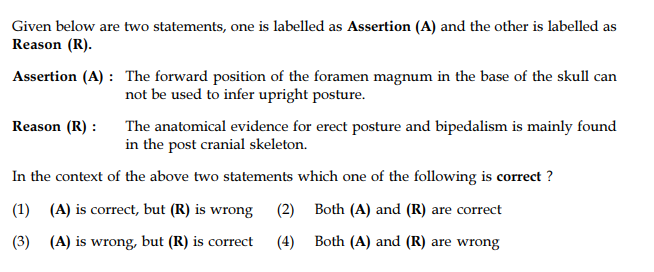 Given below are two statements, one is labelled as Assertion (A) and the other is labelled as
Reason (R).
Assertion (A) : The forward position of the foramen magnum in the base of the skull can
not be used to infer upright posture.
Reason (R) : The anatomical evidence for erect posture and bipedalism is mainly found
in the post cranial skeleton.
In the context of the above two statements which one of the following is correct ?
(1) (A) is correct, but (R) is wrong (2) Both (A) and (R) are correct
(3) (A) is wrong, but (R) is correct (4) Both (A) and (R) are wrong